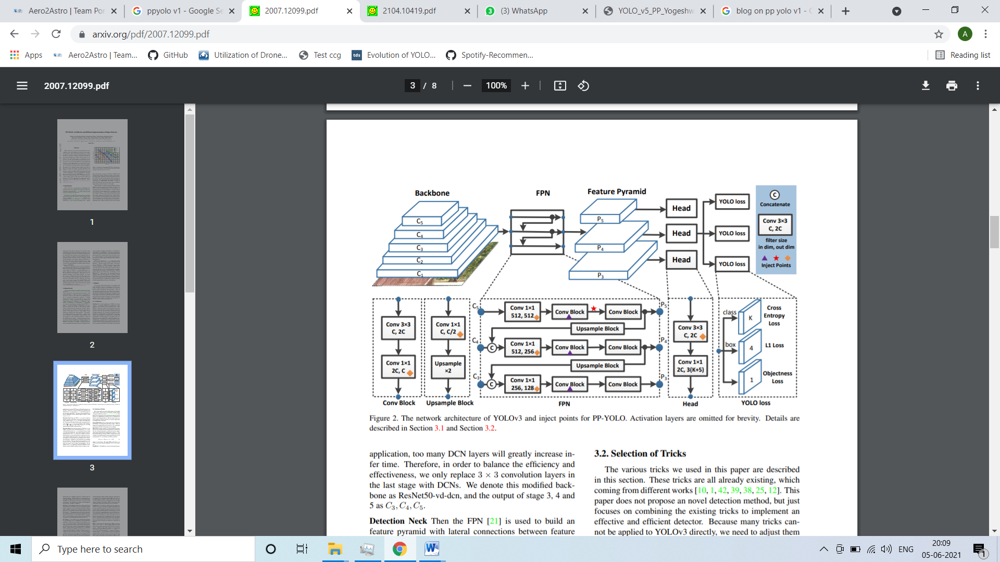 Aero2Astro | Team Por
ppyolo v1 - Google Se
2007.12099.pdf
2104.10419.pdf
(3) WhatsApp
YOLO_v5_PP_Yogeshw
blog on pp yolo v1 - G
arxiv.org/pdf/2007.12099.pdf
A
Apps
Aero2Astro | Team...
GitHub
Utilization of Drone...
Test ccg
tds
Evolution of YOLO...
Spotify-Recommen...
Reading list
2007.12099.pdf
3 / 8
100%
1
2
3
Backbone
FPN
Feature Pyramid
C5
C4
C3
C2
C1
P5
P4
P3
Head
Head
Head
YOLO loss
YOLO loss
YOLO loss
C
Concatenate
Conv 3×3
C, 2C
filter size
in dim, out dim
Inject Points
Conv 3×3
C, 2C
Conv 1×1
2C, C
Conv Block
Conv 1×1
C, C/2
Upsample
×2
Upsample Block
C5
Conv 1×1
512, 512
Conv Block
Conv Block
P5
Upsample Block
C4
C
Conv 1×1
512, 256
Conv Block
Conv Block
P4
Upsample Block
C3
C
Conv 1×1
256, 128
Conv Block
Conv Block
P3
FPN
Conv 3×3
C, 2C
Conv 1×1
2C, 3(K+5)
Head
class
K
Cross
Entropy
Loss
box
4
L1 Loss
1
Objectness
Loss
YOLO loss
Figure 2. The network architecture of YOLOv3 and inject points for PP-YOLO. Activation layers are omitted for brevity. Details are
described in Section 3.1 and Section 3.2.
application, too many DCN layers will greatly increase in-
fer time. Therefore, in order to balance the efficiency and
effectiveness, we only replace 3 × 3 convolution layers in
the last stage with DCNs. We denote this modified back-
bone as ResNet50-vd-dcn, and the output of stage 3, 4 and
5 as C3, C4, C5.
Detection Neck Then the FPN [21] is used to build an
feature pyramid with lateral connections between feature
3.2. Selection of Tricks
The various tricks we used in this paper are described
in this section. These tricks are all already existing, which
coming from different works [10, 1, 42, 39, 38, 25, 12]. This
paper does not propose an novel detection method, but just
focuses on combining the existing tricks to implement an
effective and efficient detector. Because many tricks can-
not be applied to YOLOv3 directly, we need to adjust them
Type here to search
ENG
20:09
05-06-2021
1